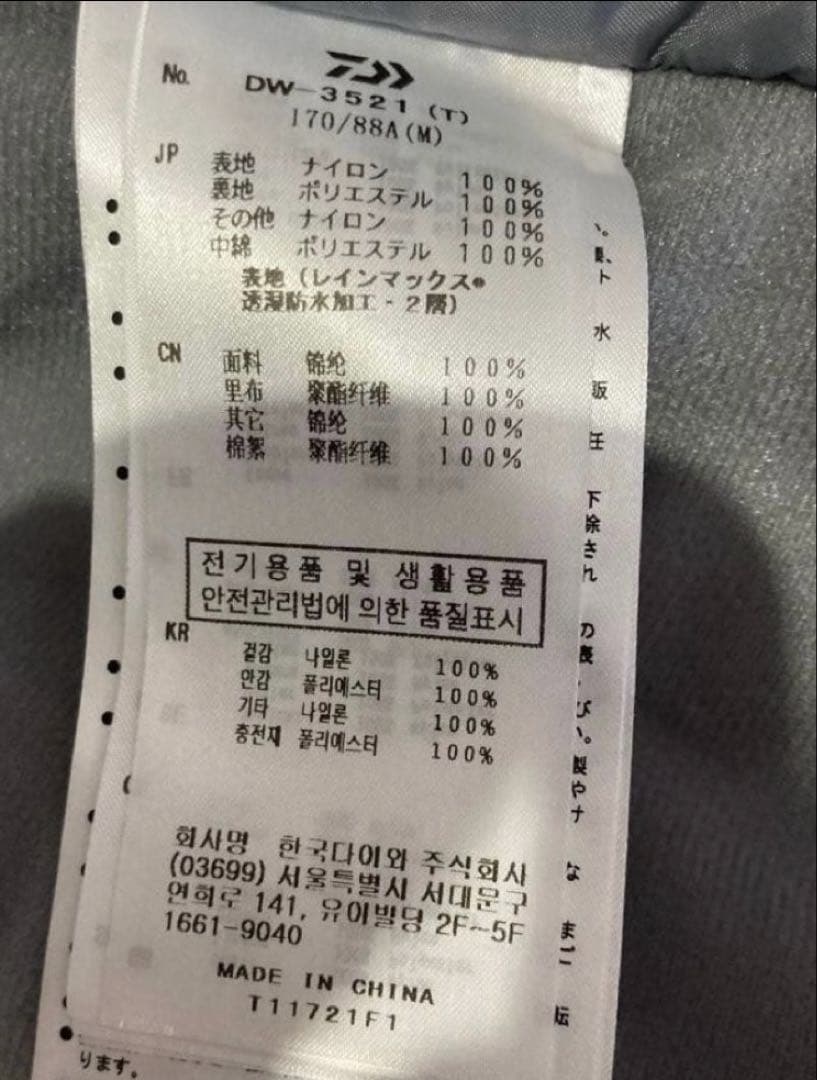 No. DW-3521 (T)
170/88A(M)
JP 表地 ナイロン 100%
裏地 ポリエステル 100%
その他 ナイロン 100%
中綿 ポリエステル 100%
表地(レインマックス®
透湿防水加工-2層)
CN 面料 锦纶 100%
里布 聚酯纤维 100%
其它 锦纶 100%
棉絮 聚酯纤维 100%
전기용품 및 생활용품
안전관리법에 의한 품질표시
KR 겉감 나일론 100%
안감 폴리에스터 100%
기타 나일론 100%
충전재 폴리에스터 100%
회사명 한국다이와 주식회사
(03699) 서울특별시 서대문구
연희로 141, 유이빌딩 2F~5F
1661-9040
MADE IN CHINA
T11721F1
ります。